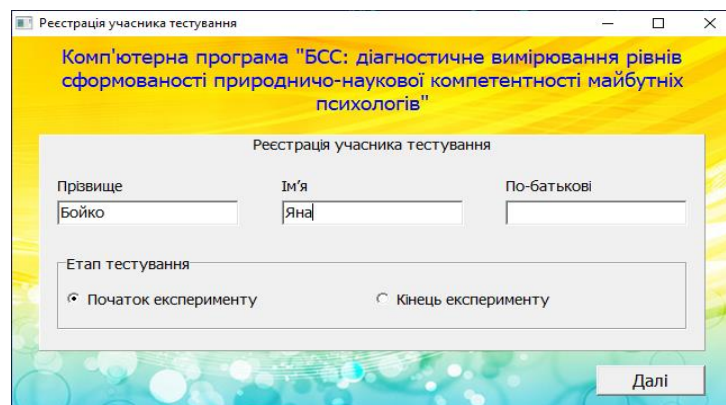 Реєстрація учасника тестування
Комп'ютерна програма "БСС: діагностичне вимірювання рівнів
сформованості природничо-наукової компетентності майбутніх
психологів"
Реєстрація учасника тестування
Прізвище Ім’я По-батькові
Бойко Яна
Етап тестування
Початок експерименту Кінець експерименту
Далі